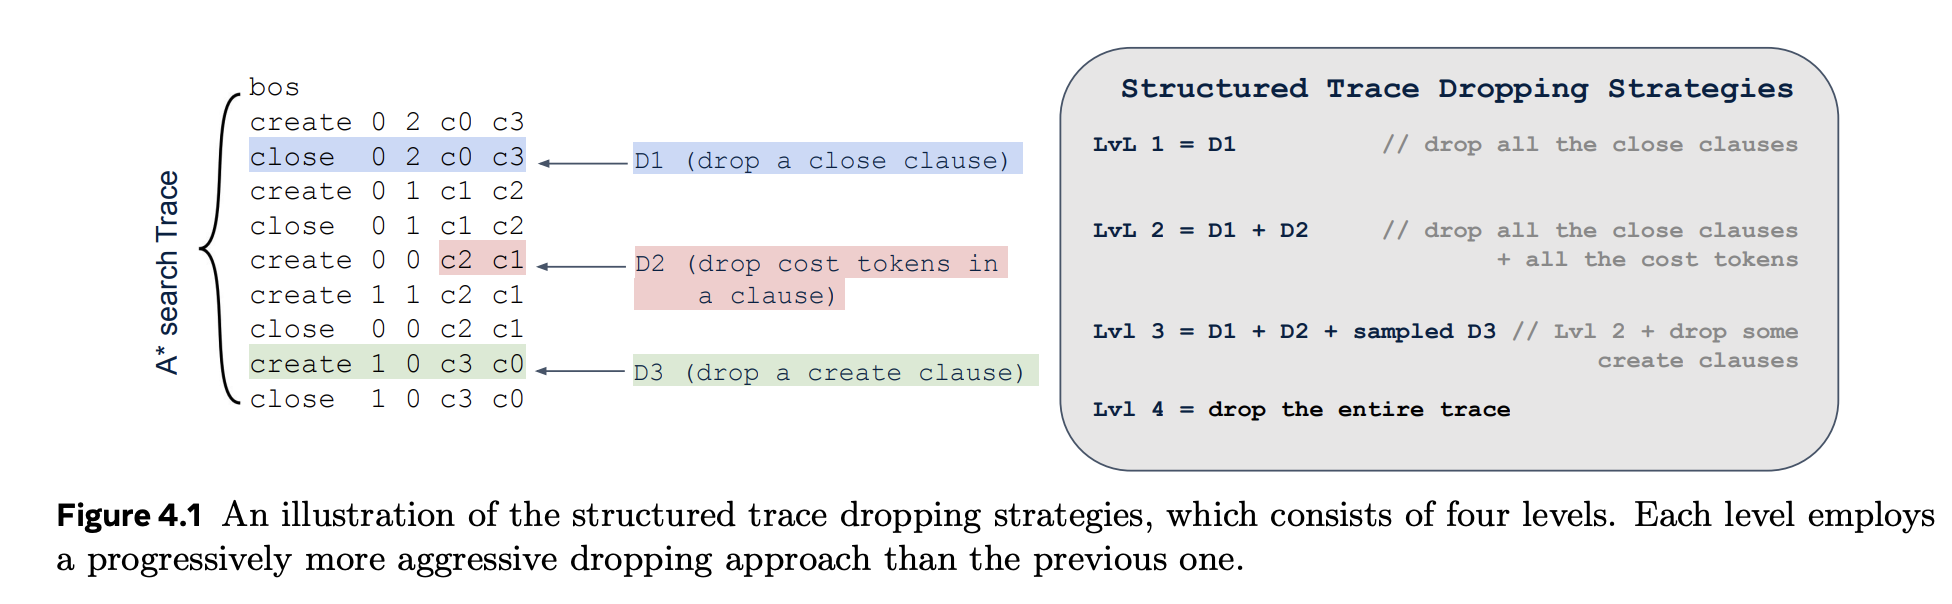 A* search Trace
bos
create 0 2 c0 c3
close 0 2 c0 c3
create 0 1 c1 c2
close 0 1 c1 c2
create 0 0 c2 c1
create 1 1 c2 c1
close 0 0 c2 c1
create 1 0 c3 c0
close 1 0 c3 c0
D1 (drop a close clause)
D2 (drop cost tokens in
a clause)
D3 (drop a create clause)
Structured Trace Dropping Strategies
LvL 1 = D1 // drop all the close clauses
LvL 2 = D1 + D2 // drop all the close clauses
+ all the cost tokens
Lvl 3 = D1 + D2 + sampled D3 // Lvl 2 + drop some
create clauses
Lvl 4 = drop the entire trace
Figure 4.1 An illustration of the structured trace dropping strategies, which consists of four levels. Each level employs
a progressively more aggressive dropping approach than the previous one.